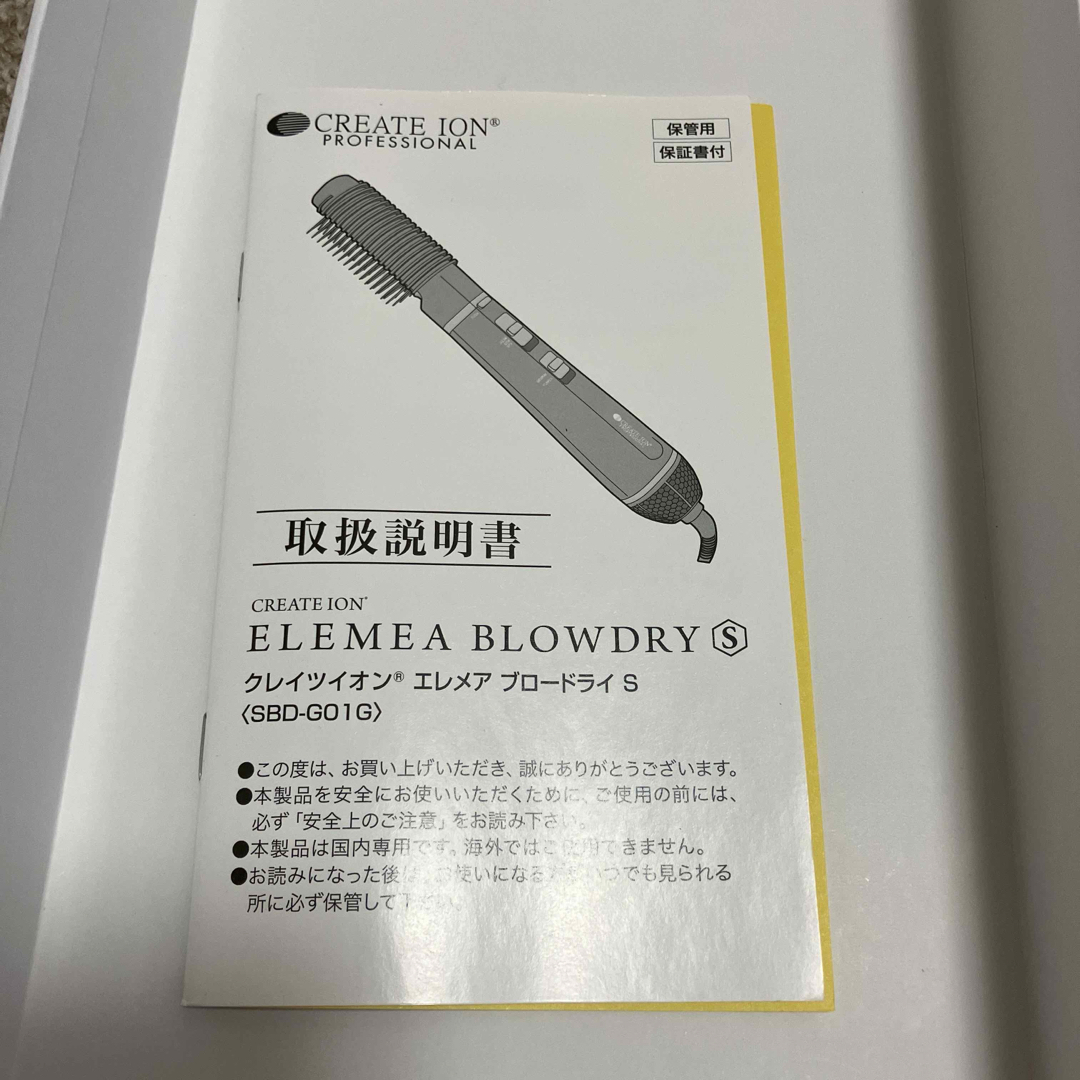 CREATE ION®
PROFESSIONAL
保管用
保証書付
CREATE ION
取扱説明書
CREATE ION®
ELEMEA BLOWDRY S
クレイツイオン® エレメア ブロードライ S
〈SBD-G01G〉
●この度は、お買い上げいただき、誠にありがとうございます。
●本製品を安全にお使いいただくために、ご使用の前には、
必ず「安全上のご注意」をお読み下さい。
●本製品は国内専用です。海外ではご使用できません。
●お読みになった後は、お使いになる方がいつでも見られる
所に必ず保管して下さい。